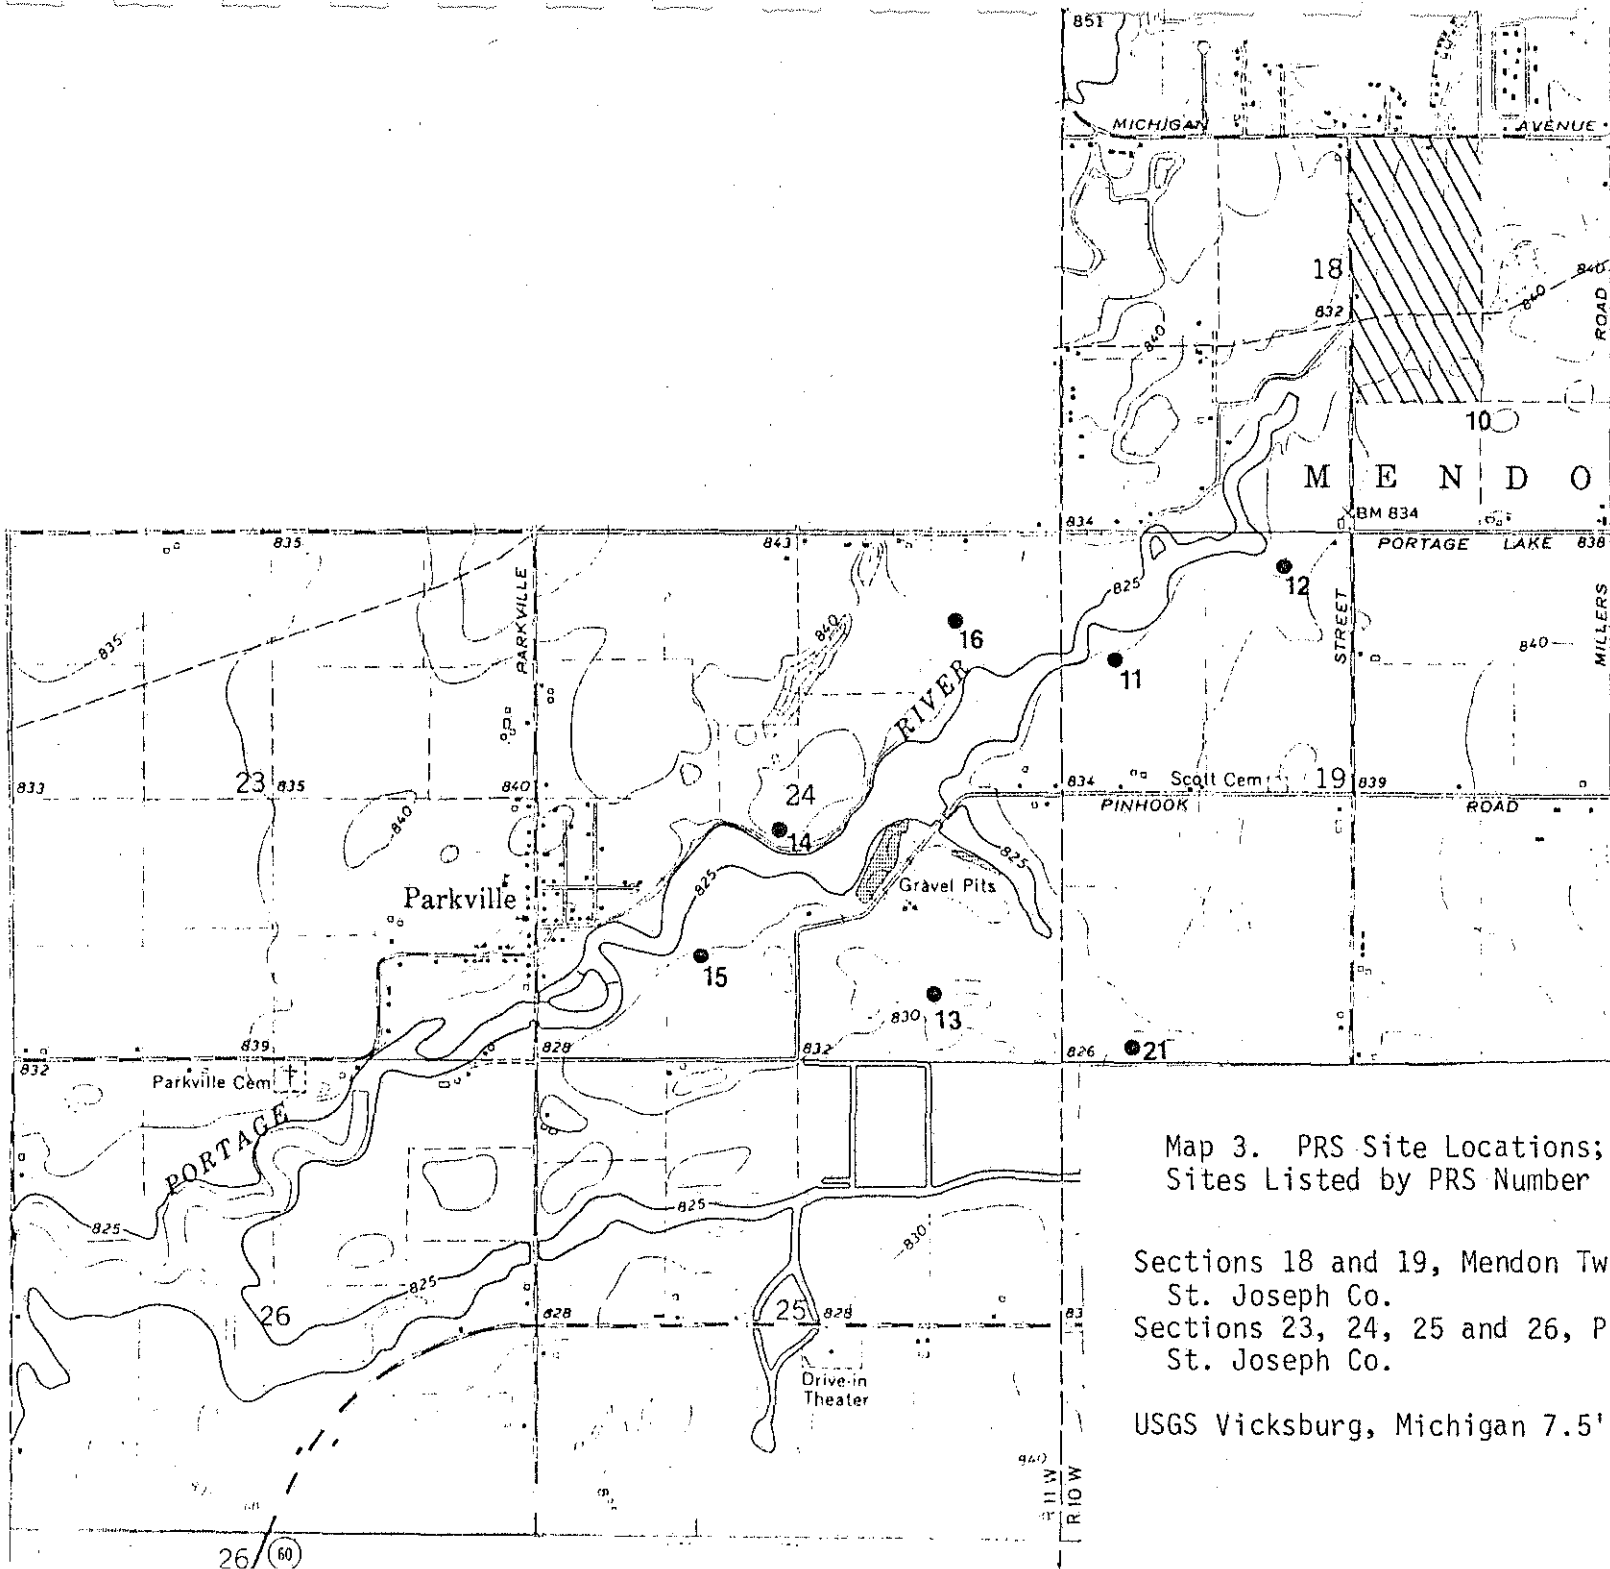 851
MICHIGAN AVENUE
18
840
840
832
840
840
ROAD
10
MENDO
BM 834
834
PORTAGE LAKE 838
835
843
PARKVILLE
825
12
STREET
MILLERS
835
840
16
840
11
RIVER
833
23
835
840
24
834
Scott Cem
19
839
PINHOOK ROAD
840
14
825
825
Gravel Pits
Parkville
15
830
13
21
839
832
828
832
826
Parkville Cem
PORTAGE
Map 3. PRS Site Locations;
Sites Listed by PRS Number
825
825
830
825
Sections 18 and 19, Mendon Tw
St. Joseph Co.
Sections 23, 24, 25 and 26, P
St. Joseph Co.
26
828
25
828
83
Drive-in
Theater
USGS Vicksburg, Michigan 7.5'
R 11 W
R 10 W
26
60